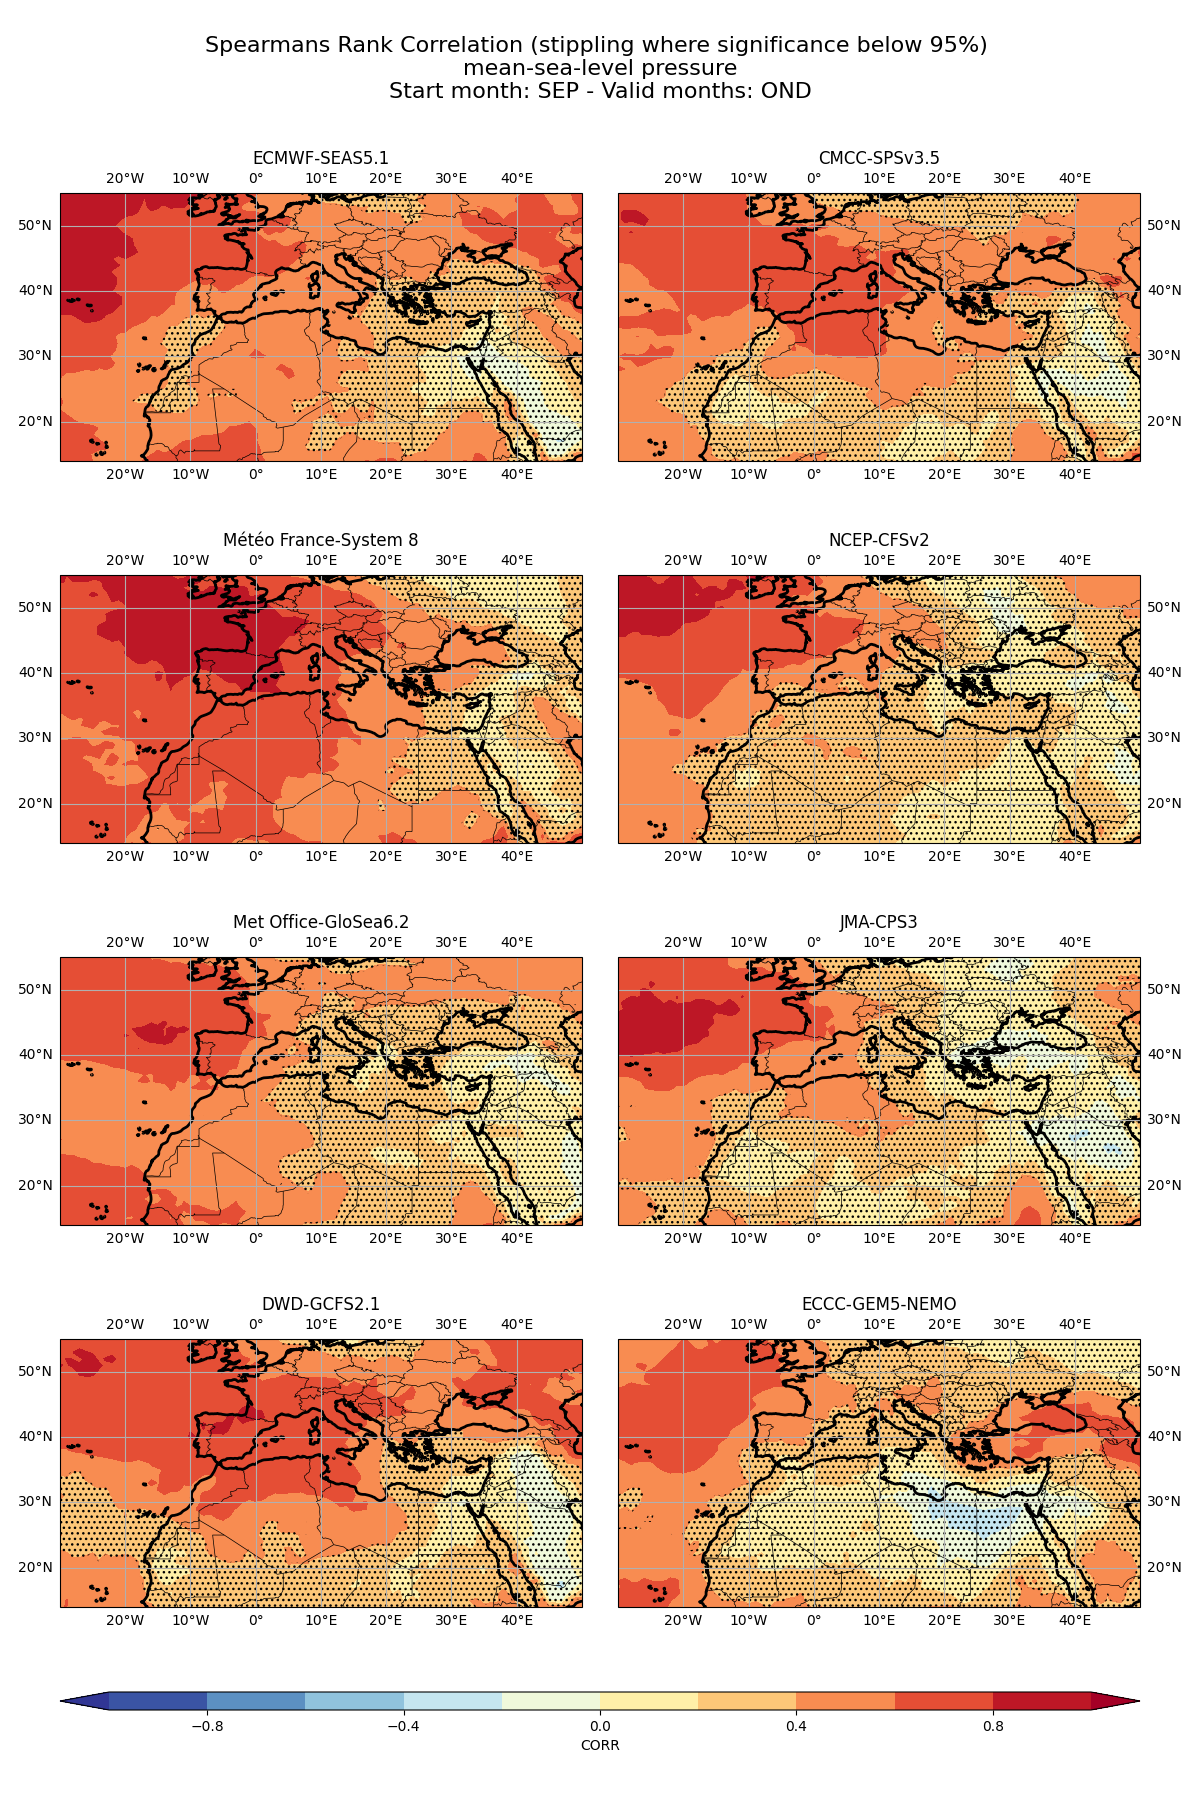 Spearmans Rank Correlation (stippling where significance below 95%)
mean-sea-level pressure
Start month: SEP - Valid months: OND
ECMWF-SEAS5.1
CMCC-SPSv3.5
20°W 10°W 0° 10°E 20°E 30°E 40°E
20°W 10°W 0° 10°E 20°E 30°E 40°E
50°N
50°N
40°N
40°N
30°N
30°N
20°N
20°N
20°W 10°W 0° 10°E 20°E 30°E 40°E
20°W 10°W 0° 10°E 20°E 30°E 40°E
Météo France-System 8
NCEP-CFSv2
20°W 10°W 0° 10°E 20°E 30°E 40°E
20°W 10°W 0° 10°E 20°E 30°E 40°E
50°N
50°N
40°N
40°N
30°N
30°N
20°N
20°N
20°W 10°W 0° 10°E 20°E 30°E 40°E
20°W 10°W 0° 10°E 20°E 30°E 40°E
Met Office-GloSea6.2
JMA-CPS3
20°W 10°W 0° 10°E 20°E 30°E 40°E
20°W 10°W 0° 10°E 20°E 30°E 40°E
50°N
50°N
40°N
40°N
30°N
30°N
20°N
20°N
20°W 10°W 0° 10°E 20°E 30°E 40°E
20°W 10°W 0° 10°E 20°E 30°E 40°E
DWD-GCFS2.1
ECCC-GEM5-NEMO
20°W 10°W 0° 10°E 20°E 30°E 40°E
20°W 10°W 0° 10°E 20°E 30°E 40°E
50°N
50°N
40°N
40°N
30°N
30°N
20°N
20°N
20°W 10°W 0° 10°E 20°E 30°E 40°E
20°W 10°W 0° 10°E 20°E 30°E 40°E
−0.8 −0.4 0.0 0.4 0.8
CORR